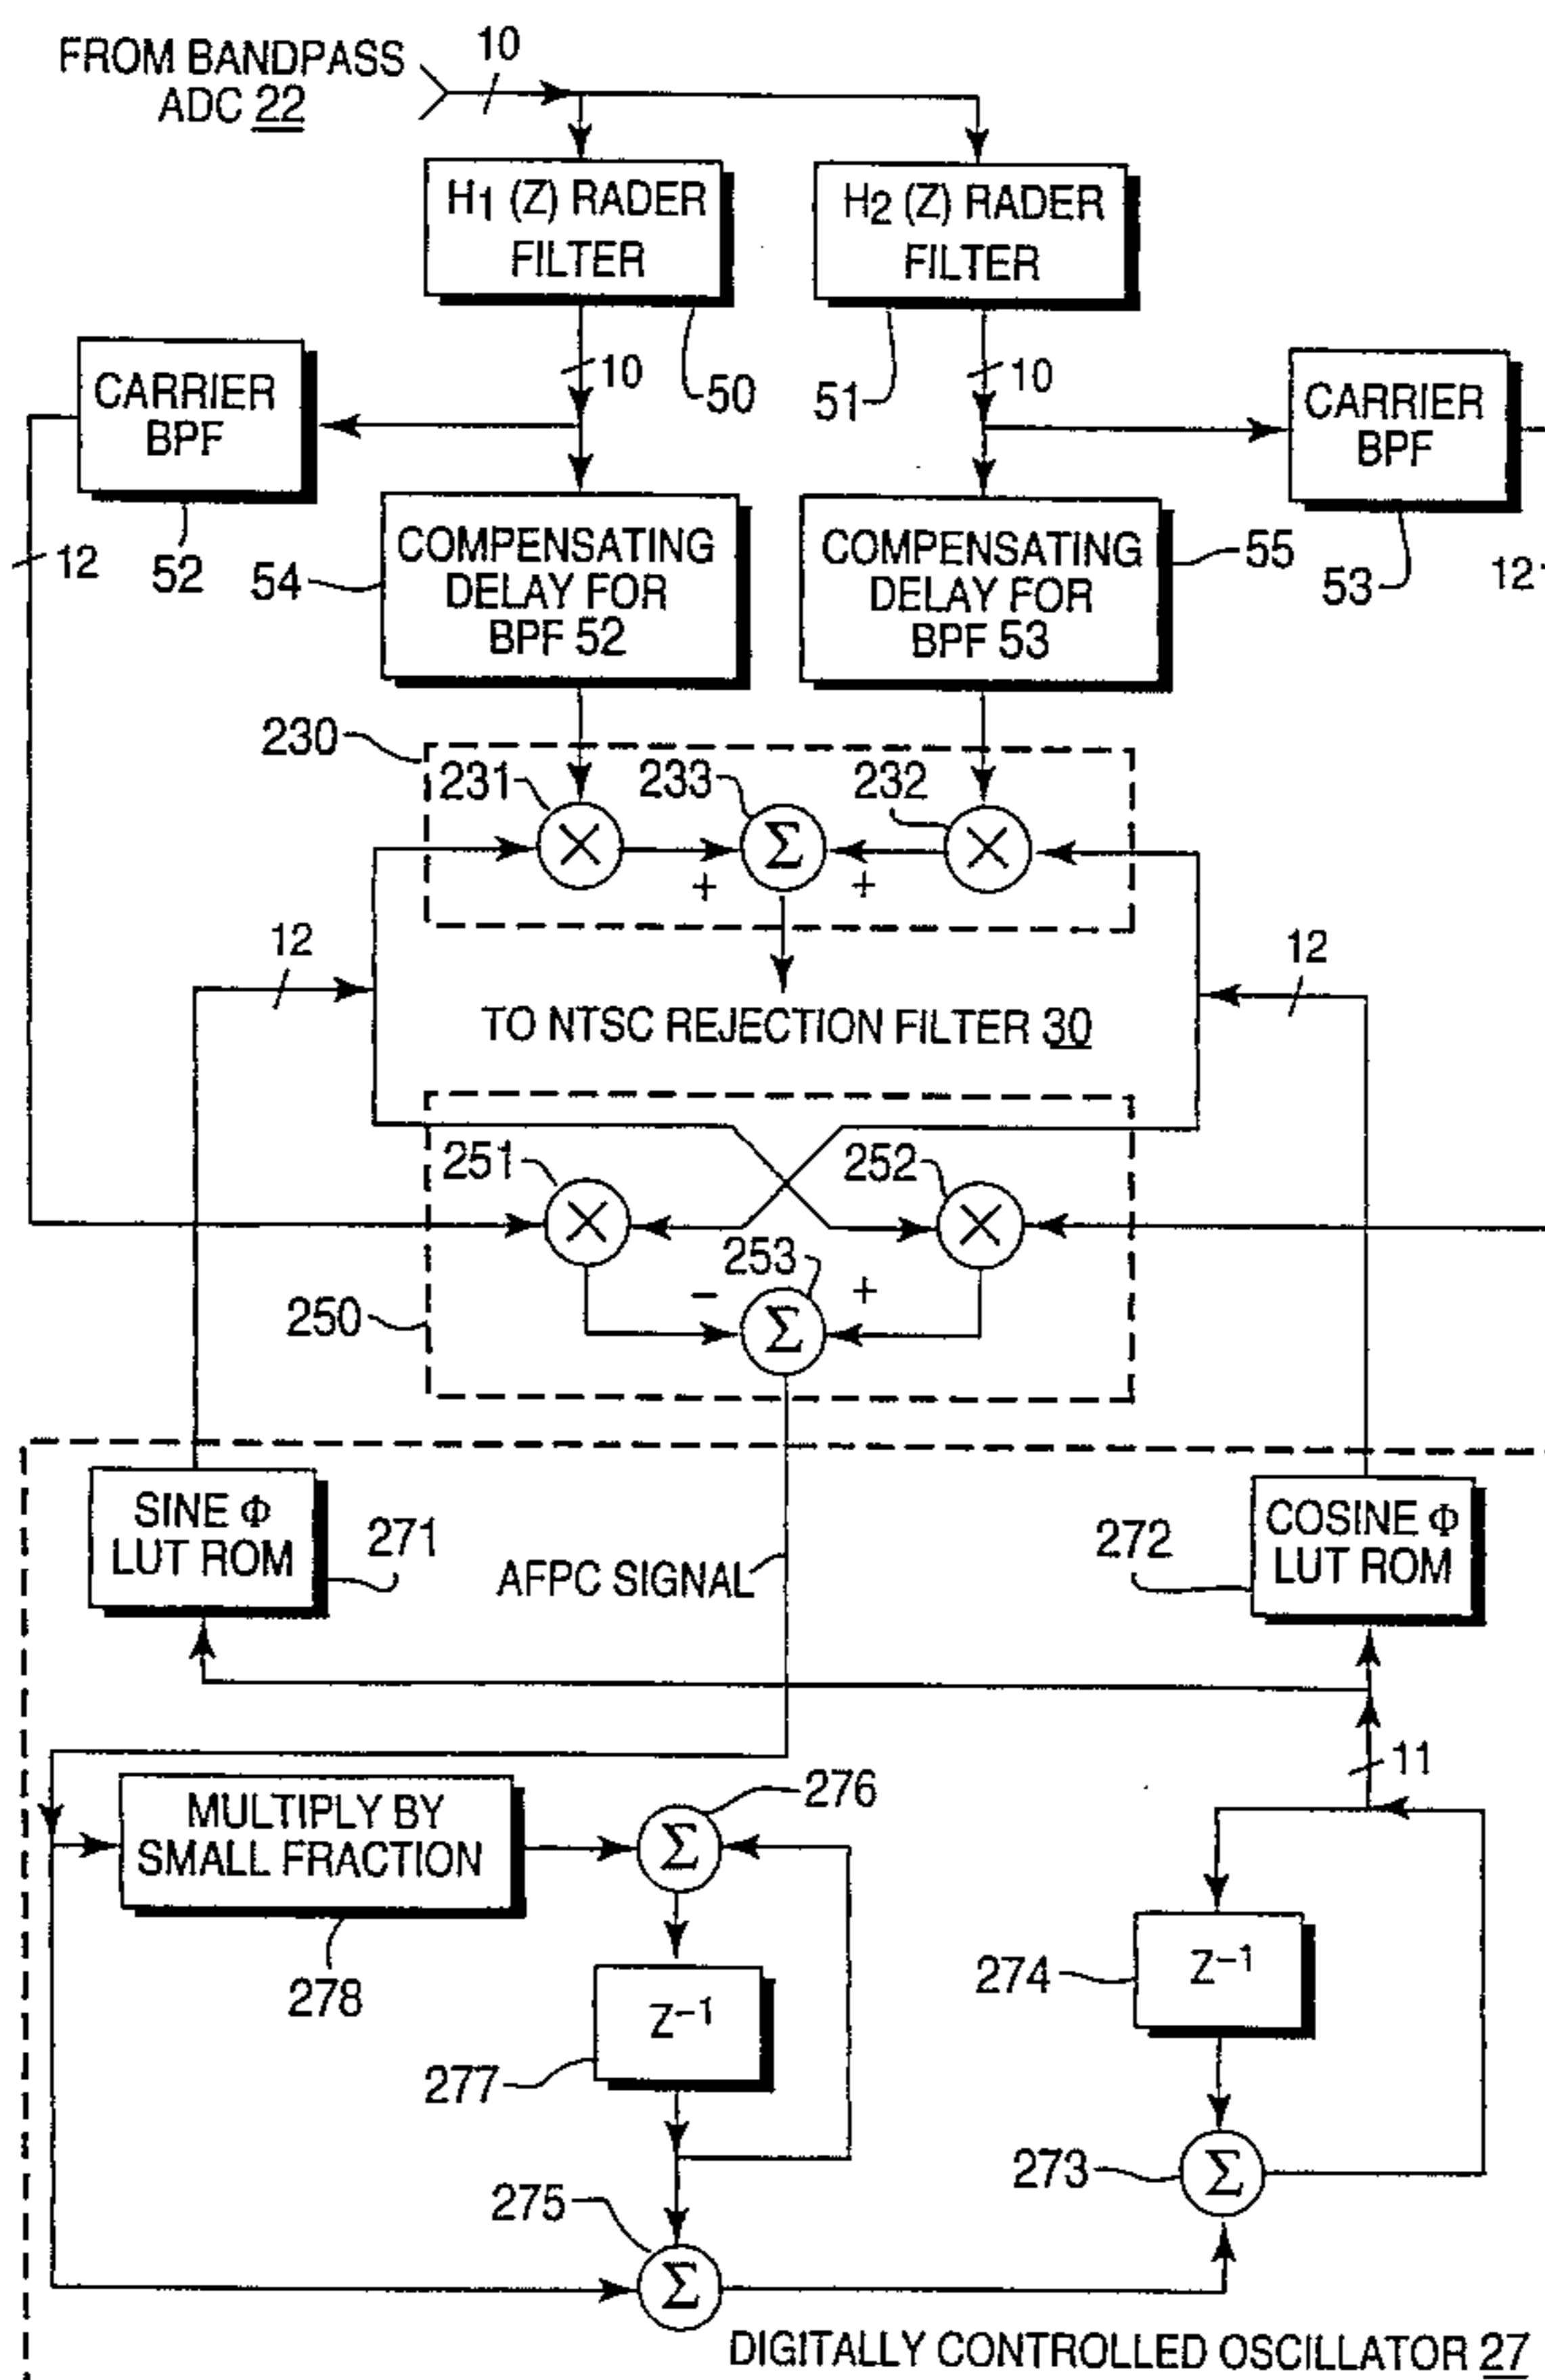 FROM BANDPASS
ADC 22
10
H1 (Z) RADER
FILTER
H2 (Z) RADER
FILTER
10
50
51
10
CARRIER
BPF
CARRIER
BPF
12
52
54
COMPENSATING
DELAY FOR
BPF 52
COMPENSATING
DELAY FOR
BPF 53
55
53
12
230
231
233
232
×
Σ
×
+
+
12
12
TO NTSC REJECTION FILTER 30
251
252
×
×
253
−
+
250
Σ
SINE Φ
LUT ROM
271
AFPC SIGNAL
272
COSINE Φ
LUT ROM
11
MULTIPLY BY
SMALL FRACTION
276
Σ
278
Z−1
277
274
Z−1
273
Σ
275
Σ
DIGITALLY CONTROLLED OSCILLATOR 27